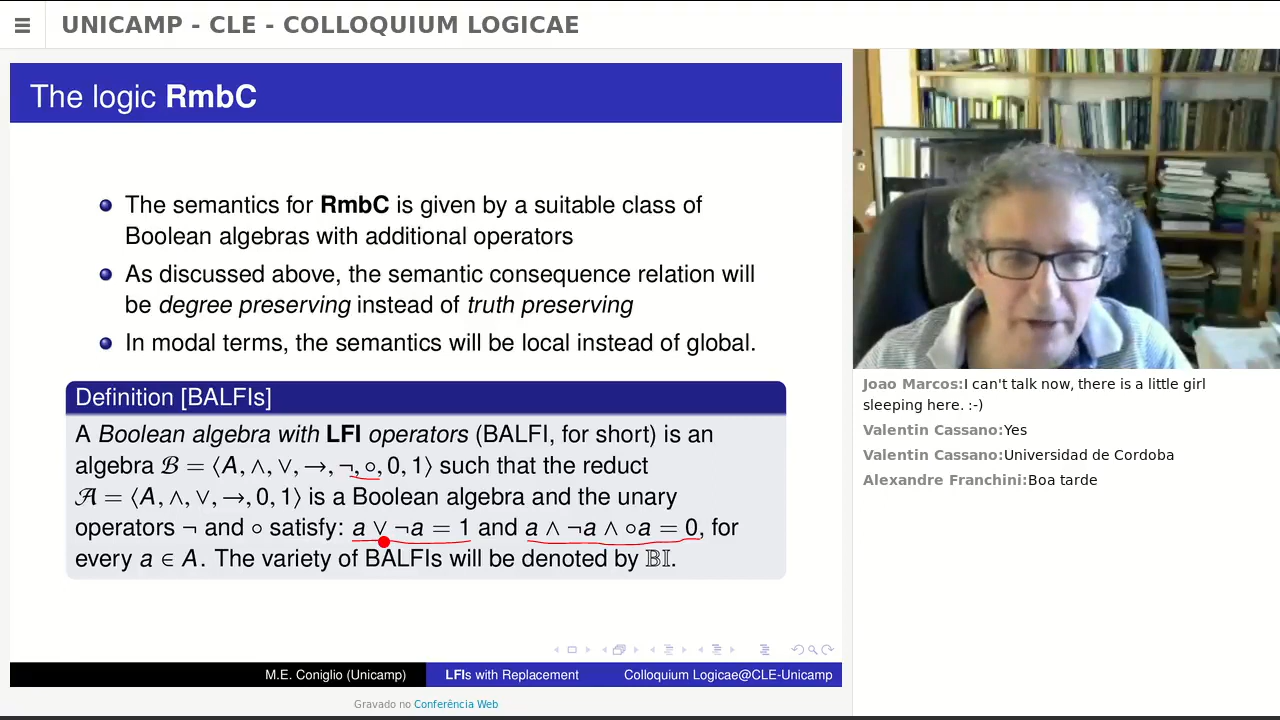 UNICAMP - CLE - COLLOQUIUM LOGICAE
The logic RmbC
The semantics for RmbC is given by a suitable class of
Boolean algebras with additional operators
As discussed above, the semantic consequence relation will
be degree preserving instead of truth preserving
In modal terms, the semantics will be local instead of global.
Definition [BALFIs]
A Boolean algebra with LFI operators (BALFI, for short) is an
algebra ℬ = ⟨A, ∧, ∨, →, ¬, ∘, 0, 1⟩ such that the reduct
𝒜 = ⟨A, ∧, ∨, →, 0, 1⟩ is a Boolean algebra and the unary
operators ¬ and ∘ satisfy: a ∨ ¬a = 1 and a ∧ ¬a ∧ ∘a = 0, for
every a ∈ A. The variety of BALFIs will be denoted by 𝔹𝕀.
M.E. Coniglio (Unicamp) LFIs with Replacement Colloquium Logicae@CLE-Unicamp
Gravado no Conferência Web
Joao Marcos:I can't talk now, there is a little girl
sleeping here. :-)
Valentin Cassano:Yes
Valentin Cassano:Universidad de Cordoba
Alexandre Franchini:Boa tarde